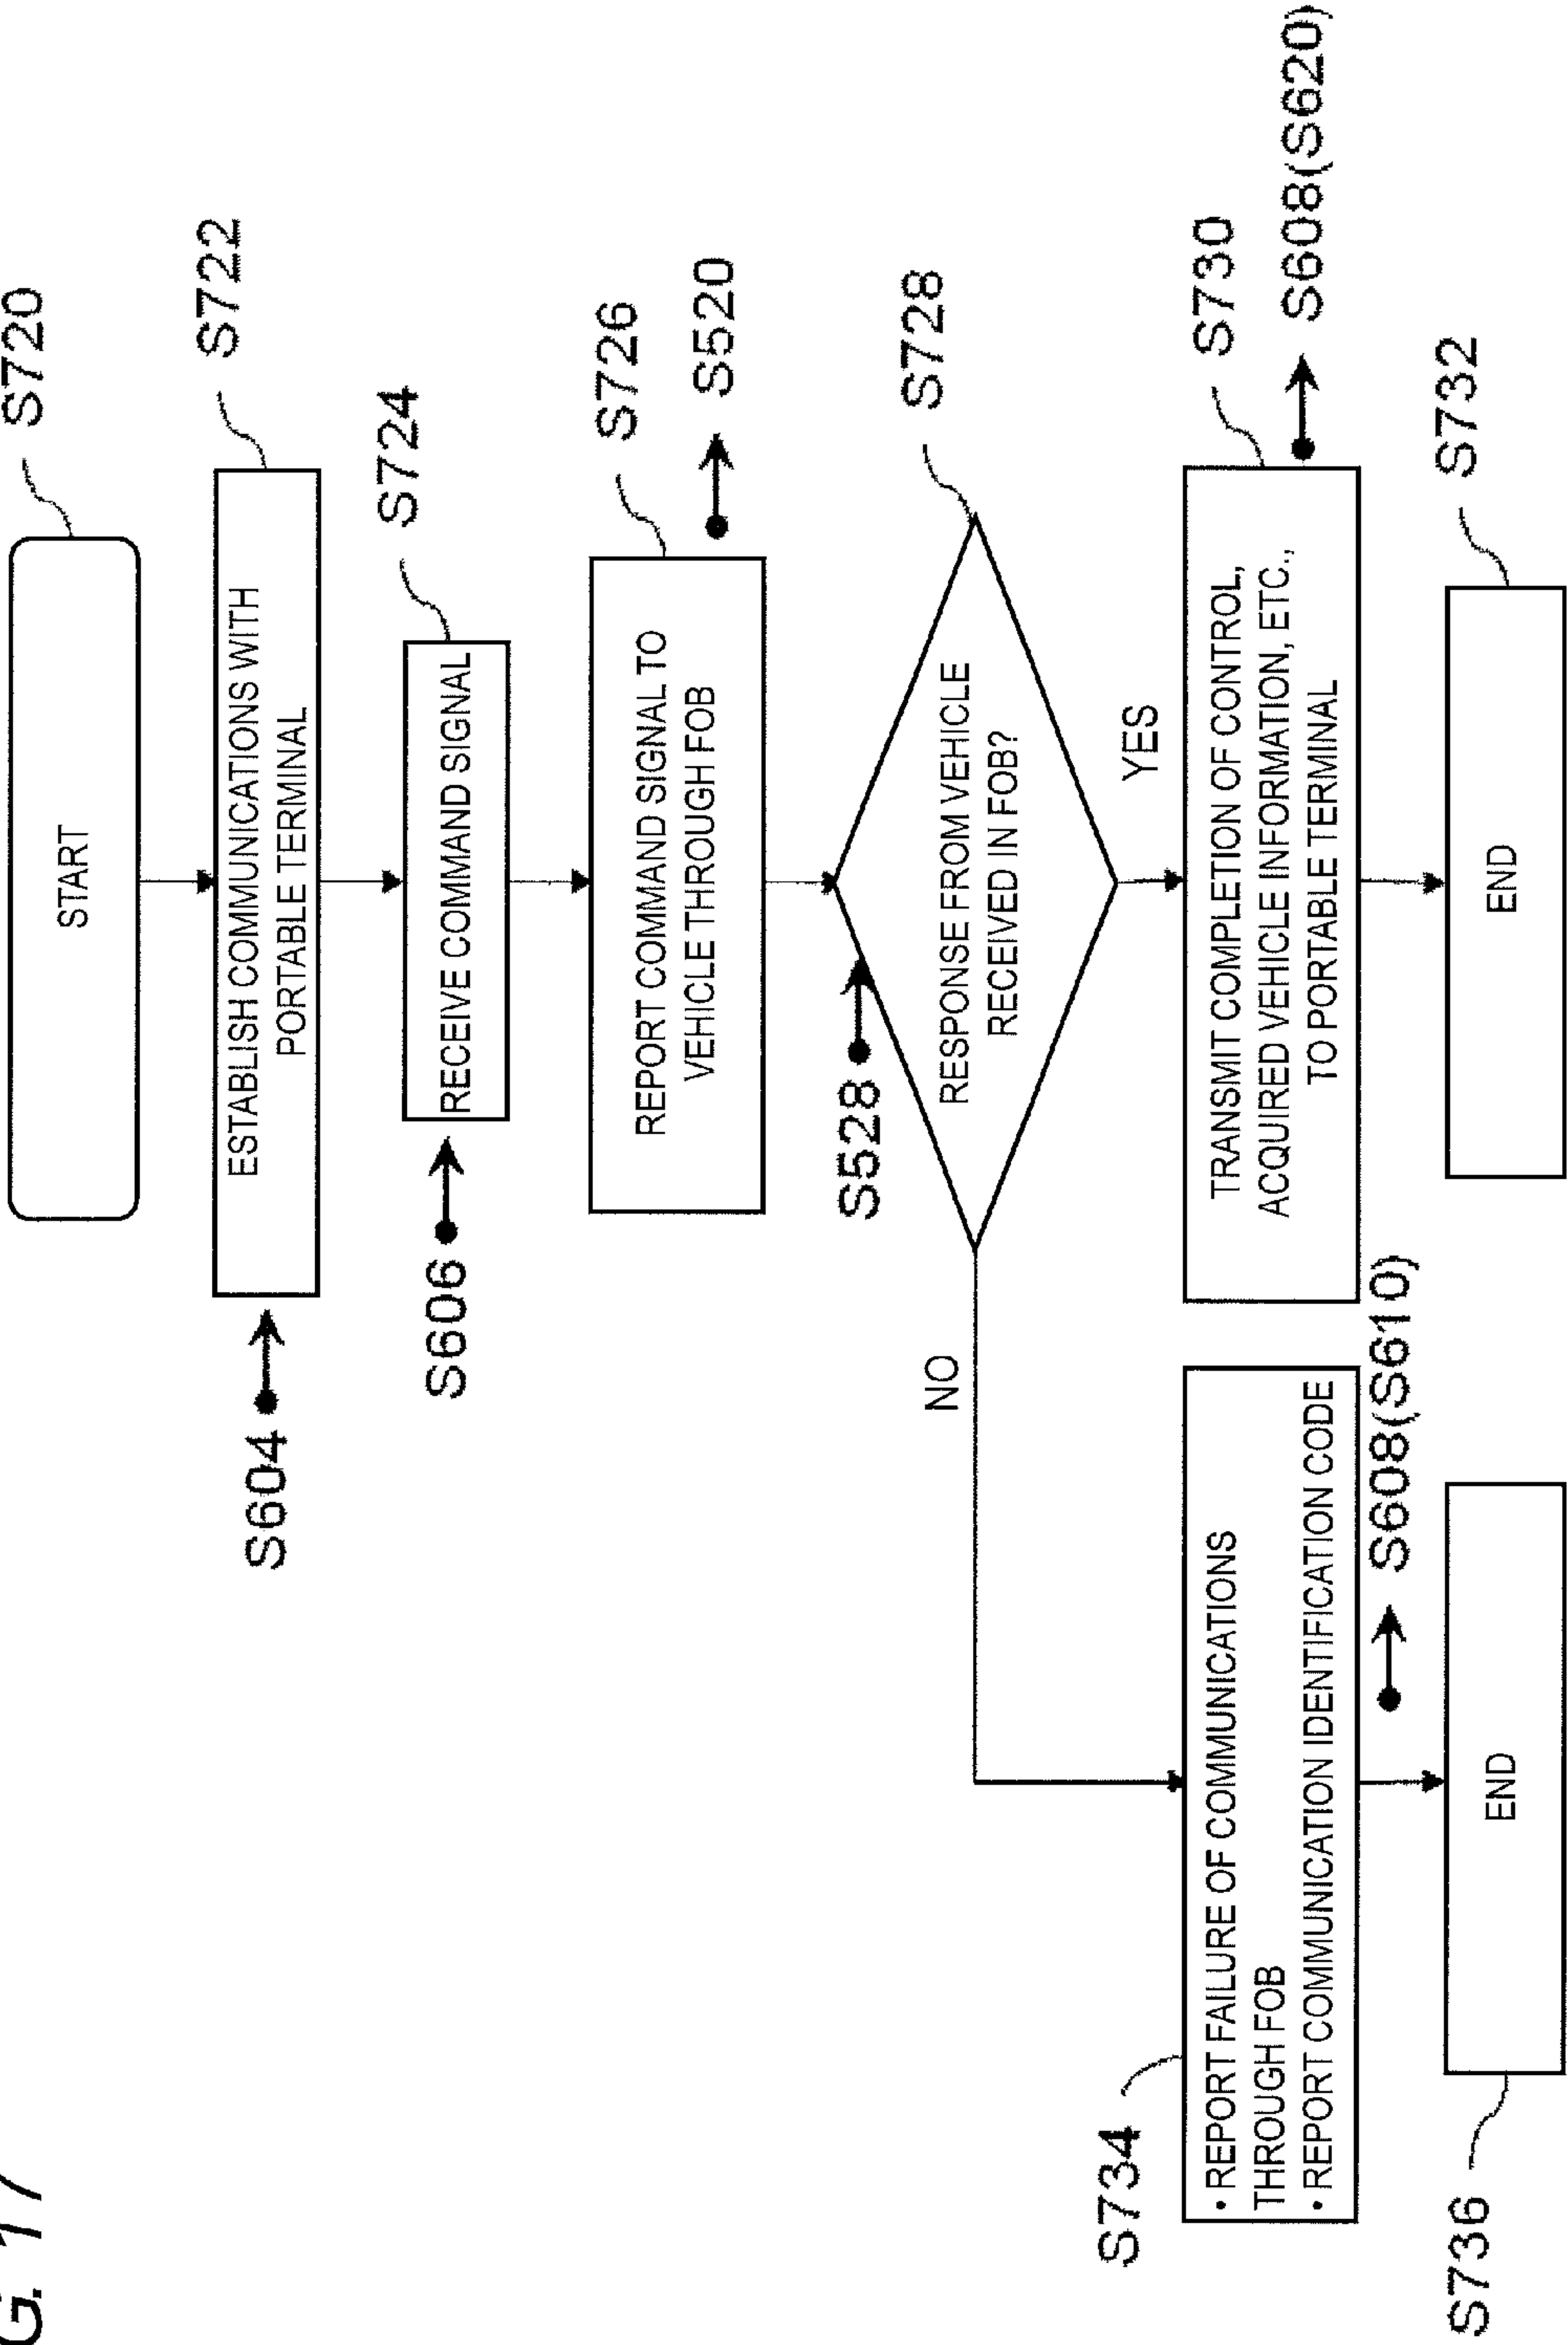 G. 17
START
S720
ESTABLISH COMMUNICATIONS WITH
PORTABLE TERMINAL
S722
S604
RECEIVE COMMAND SIGNAL
S724
S606
REPORT COMMAND SIGNAL TO
VEHICLE THROUGH FOB
S726
S520
S528
RESPONSE FROM VEHICLE
RECEIVED IN FOB?
S728
NO
YES
TRANSMIT COMPLETION OF CONTROL,
ACQUIRED VEHICLE INFORMATION, ETC.,
TO PORTABLE TERMINAL
S730
S608(S620)
END
S732
S734
• REPORT FAILURE OF COMMUNICATIONS
THROUGH FOB
• REPORT COMMUNICATION IDENTIFICATION CODE
S608(S610)
END
S736